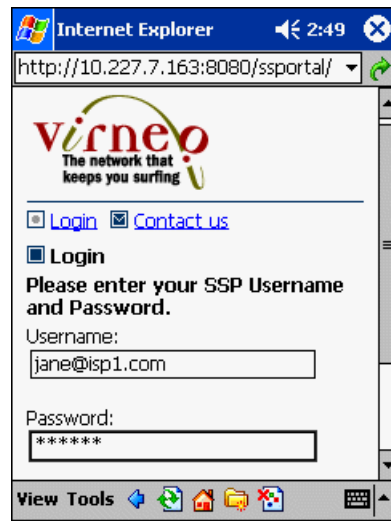 Internet Explorer 2:49
http://10.227.7.163:8080/ssportal/
Virneo
The network that
keeps you surfing
Login Contact us
Login
Please enter your SSP Username
and Password.
Username:
jane@isp1.com
Password:
******
View Tools